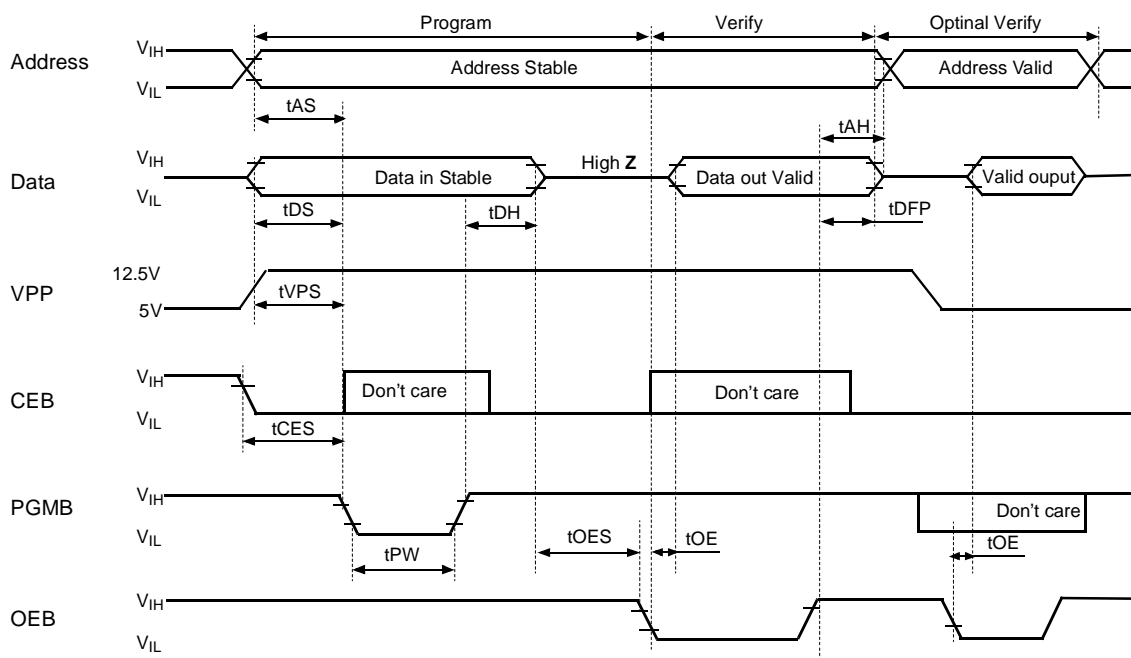 Program Verify Optinal Verify
Address VIH Address Stable Address Valid
VIL
tAS
tAH
Data VIH Data in Stable High Z Data out Valid Valid ouput
VIL
tDS tDH tDFP
VPP 12.5V
5V
tVPS
CEB VIH Don't care Don't care
VIL
tCES
PGMB VIH
VIL
Don't care
tPW tOES tOE tOE
OEB VIH
VIL